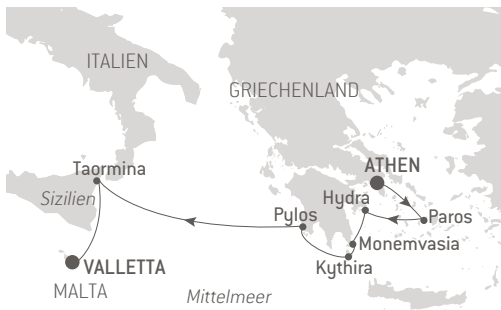 ITALIEN
GRIECHENLAND
Taormina
ATHEN
Sizilien
Hydra
Pylos
Paros
Monemvasia
VALLETTA
Kythira
MALTA
Mittelmeer